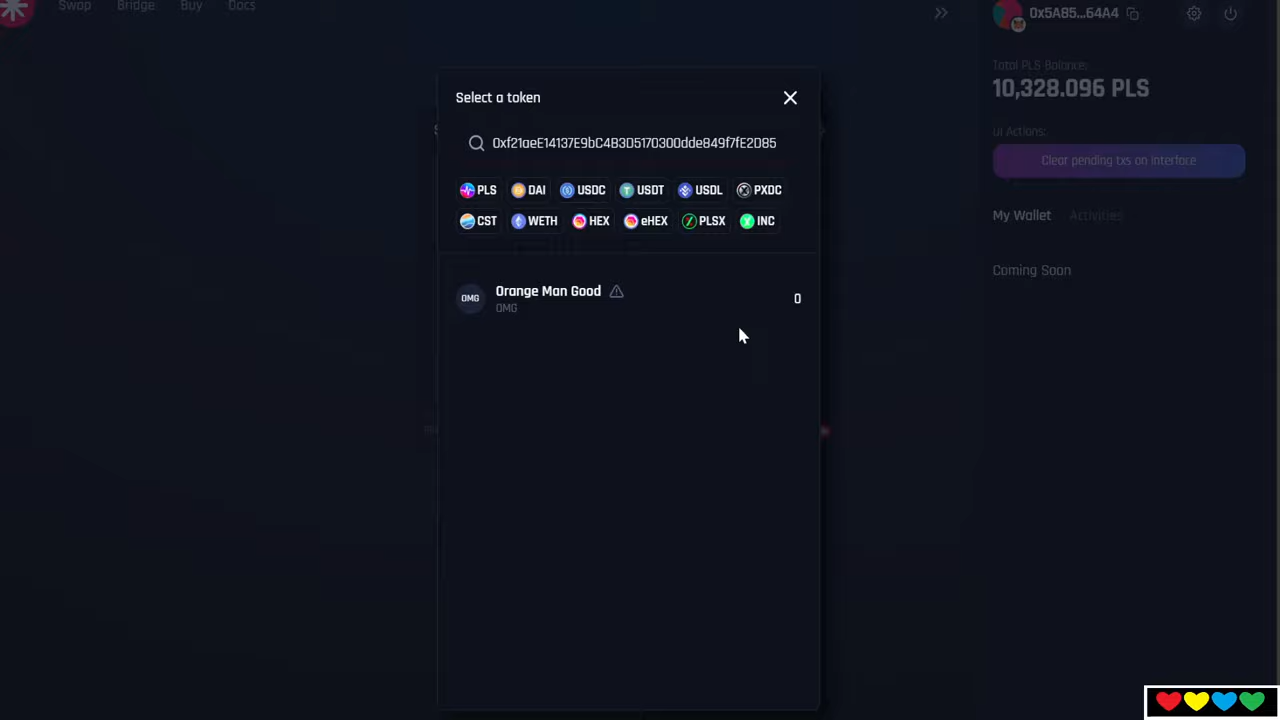 Swap Bridge Buy Docs
0x5A85...64A4
Select a token
Total PLS Balance:
10,328.096 PLS
0xf21aeE14137E9bC4B3D5170300dde849f7fE2D85
UI Actions:
Clear pending txs on interface
PLS DAI USDC USDT USDL PXDC
CST WETH HEX eHEX PLSX INC
My Wallet Activities
Coming Soon
OMG Orange Man Good 0
OMG